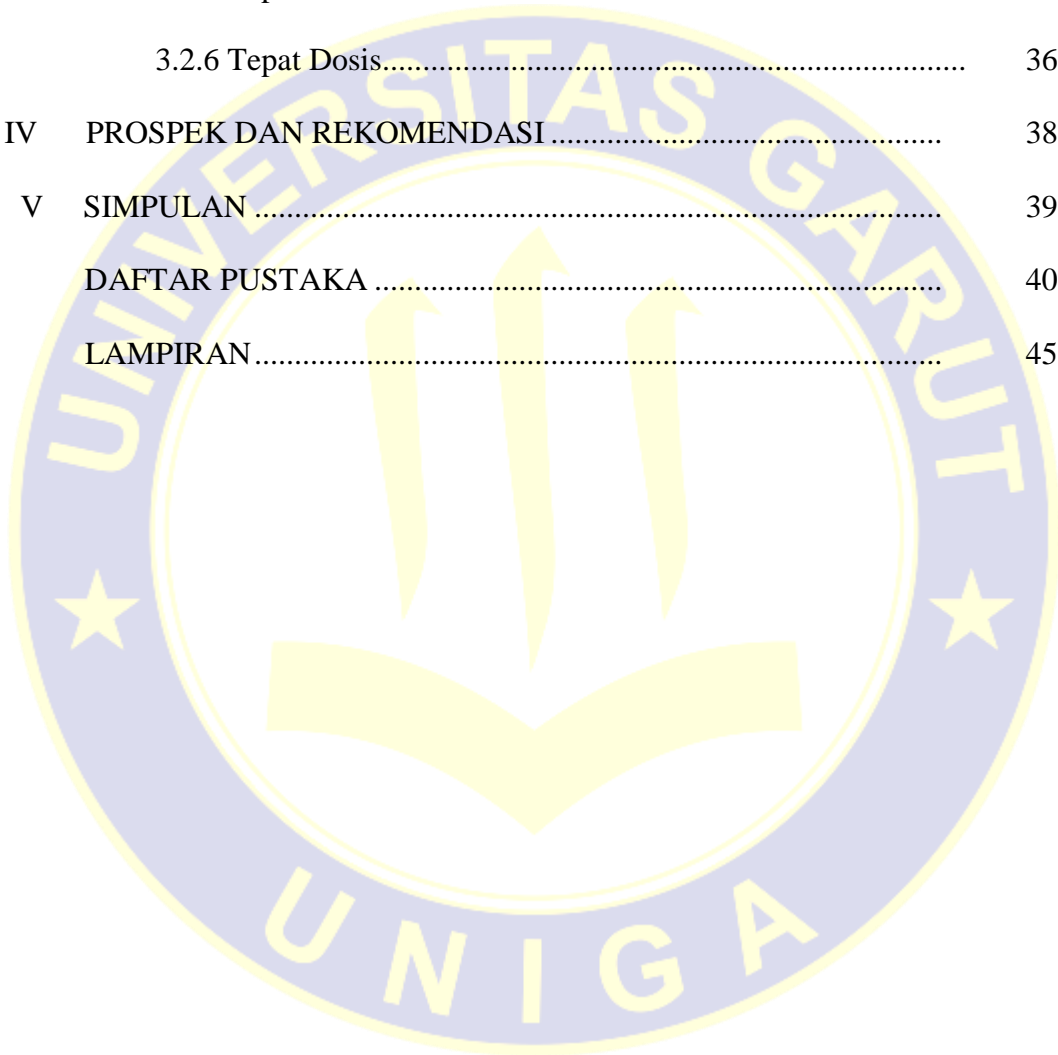 3.2.6 Tepat Dosis........................................................................ 36
IV PROSPEK DAN REKOMENDASI ................................................ 38
V SIMPULAN ..................................................................................... 39
DAFTAR PUSTAKA ...................................................................... 40
LAMPIRAN..................................................................................... 45
UNIVERSITAS GARUT
UNIGA